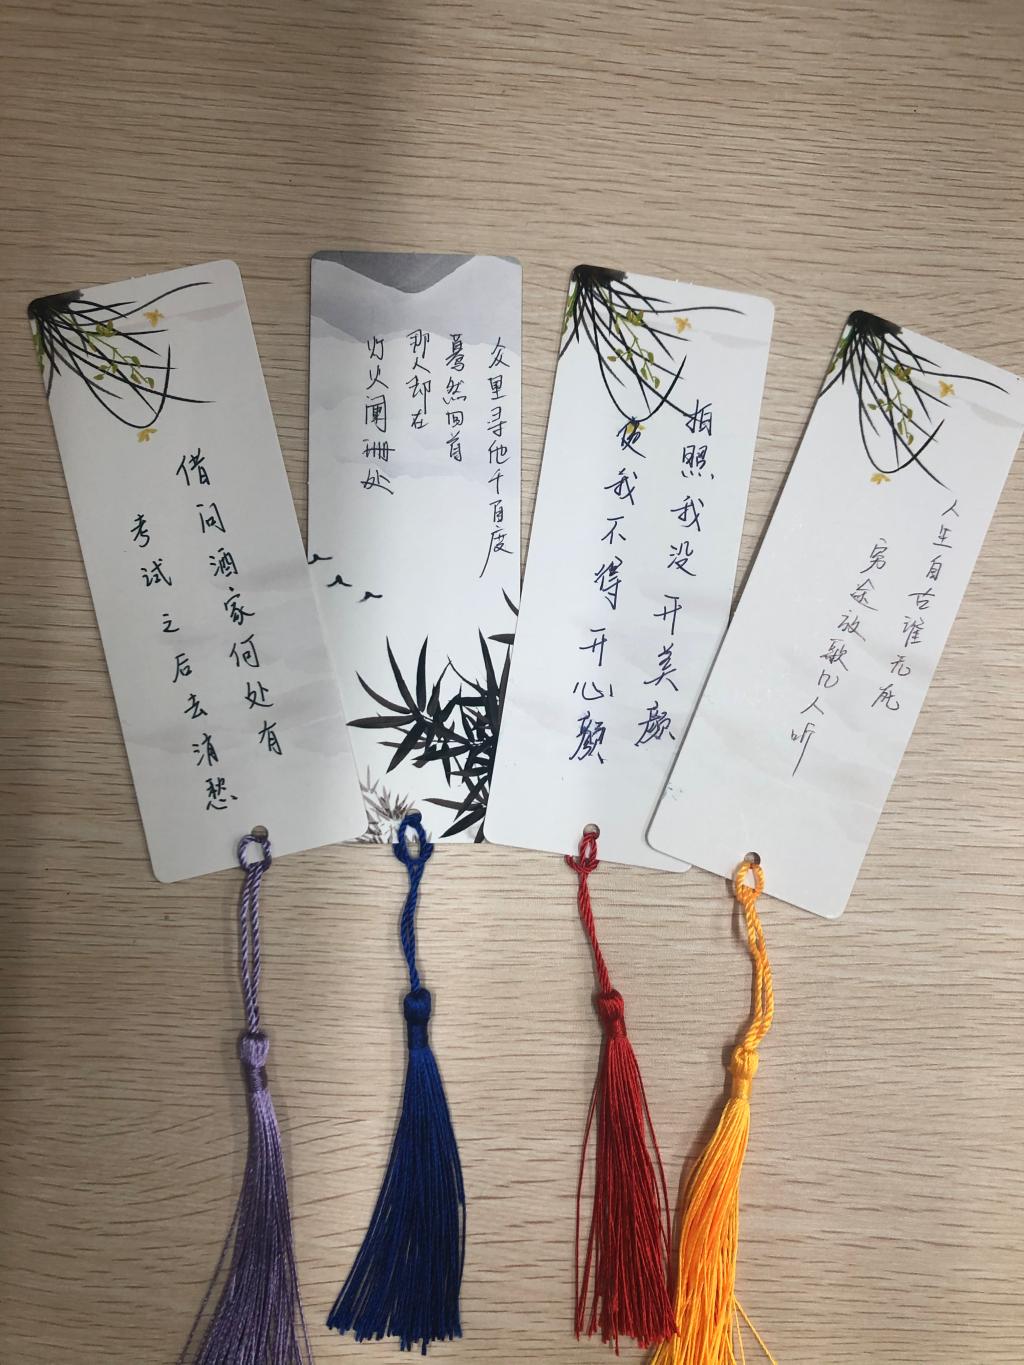 借问酒家何处有
考试之后去消愁
众里寻他千百度
蓦然回首
那人却在
灯火阑珊处
拍照我没开美颜
使我不得开心颜
人生自古谁无死
穷途放歌几人听